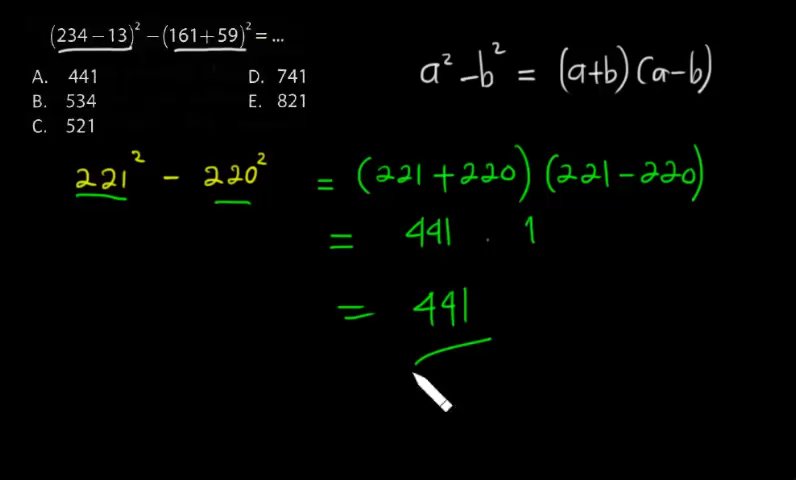 (234 − 13)² − (161 + 59)² = ...
A. 441 D. 741
B. 534 E. 821
C. 521
a² - b² = (a+b) (a-b)
221² - 220² = (221 + 220) (221 - 220)
= 441 . 1
= 441